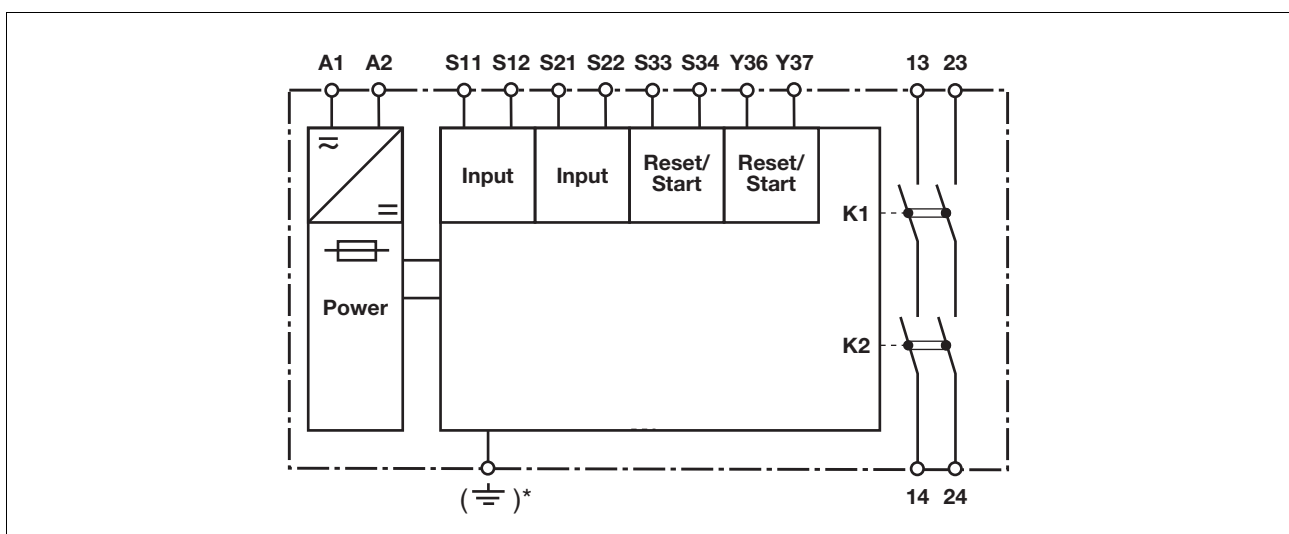 A1 A2 S11 S12 S21 S22 S33 S34 Y36 Y37 13 23
Input Input Reset/ Reset/
Start Start
K1
Power
K2
( )*
14 24